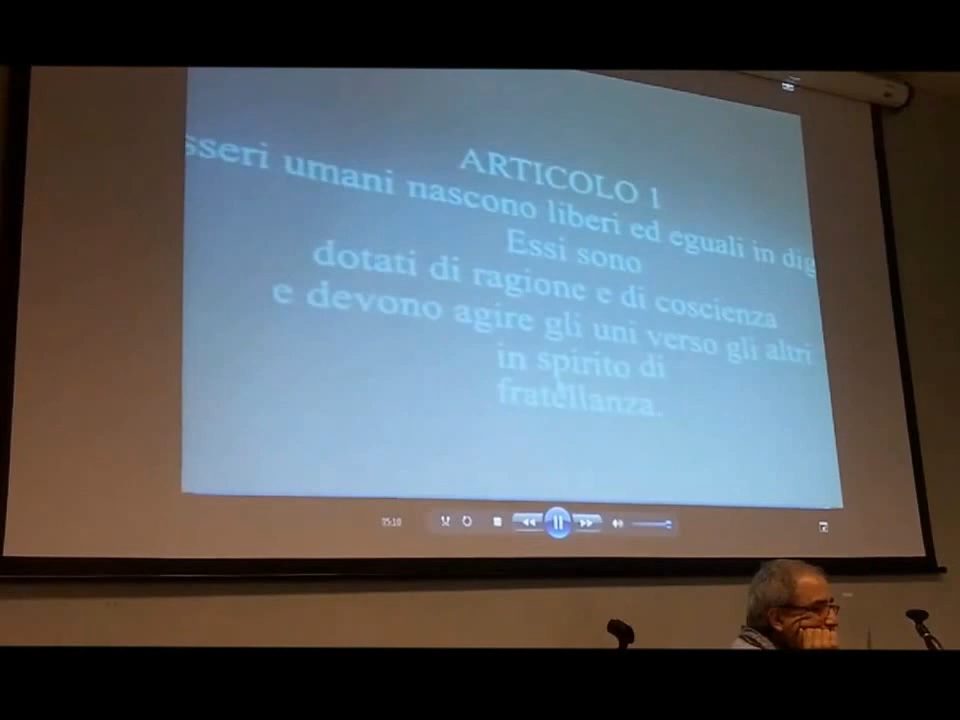 ARTICOLO 1
sseri umani nascono liberi ed eguali in dig
Essi sono
dotati di ragione e di coscienza
e devono agire gli uni verso gli altri
in spirito di
fratellanza.
15:10